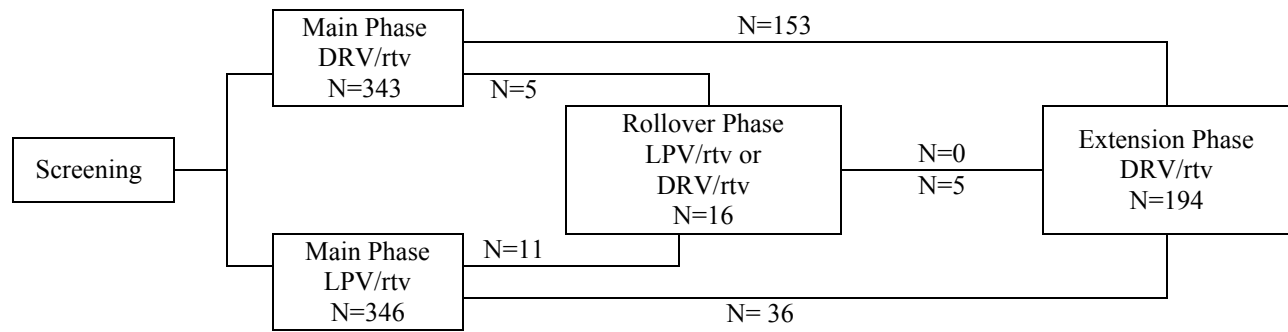 Screening
Main Phase
DRV/rtv
N=343
N=153
N=5
Rollover Phase
LPV/rtv or
DRV/rtv
N=16
N=0
N=5
Extension Phase
DRV/rtv
N=194
Main Phase
LPV/rtv
N=346
N=11
N= 36